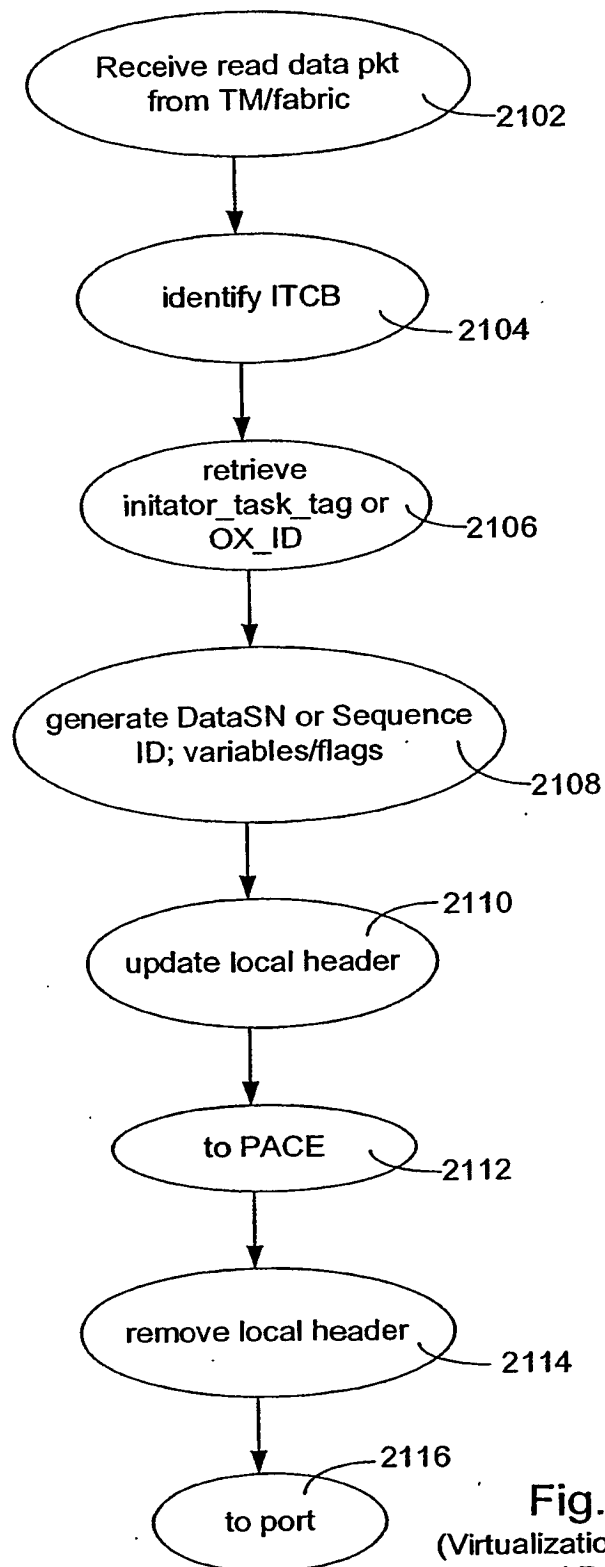 Receive read data pkt
from TM/fabric
2102
identify ITCB
2104
retrieve
initator_task_tag or
OX_ID
2106
generate DataSN or Sequence
ID; variables/flags
2108
2110
update local header
to PACE
2112
remove local header
2114
2116
to port
Fig.
(Virtualizatio